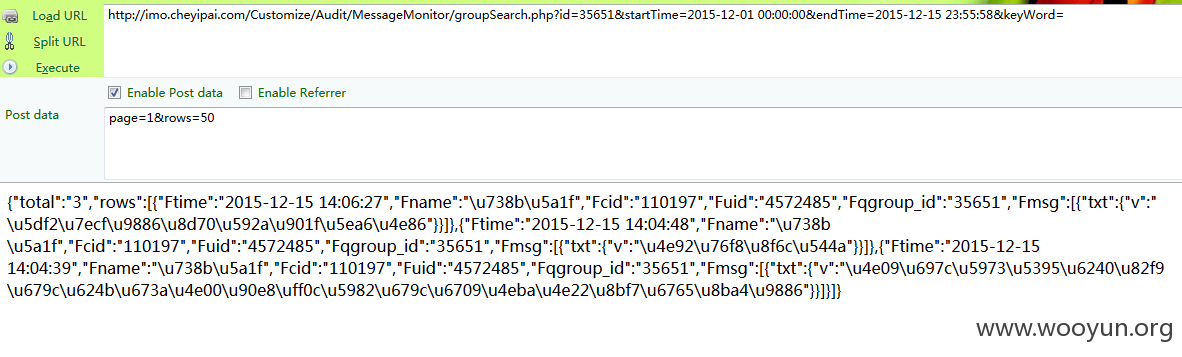 Load URL
http://imo.cheyipai.com/Customize/Audit/MessageMonitor/groupSearch.php?id=35651&startTime=2015-12-01 00:00:00&endTime=2015-12-15 23:55:58&keyWord=
Split URL
Execute
Enable Post data Enable Referrer
Post data
page=1&rows=50
{"total":"3","rows":[{"Ftime":"2015-12-15 14:06:27","Fname":"\u738b\u5a1f","Fcid":"110197","Fuid":"4572485","Fqgroup_id":"35651","Fmsg":[{"txt":{"v":"
\u5df2\u7ecf\u9886\u8d70\u592a\u901f\u5ea6\u4e86"}}]},{"Ftime":"2015-12-15 14:04:48","Fname":"\u738b
\u5a1f","Fcid":"110197","Fuid":"4572485","Fqgroup_id":"35651","Fmsg":[{"txt":{"v":"\u4e92\u76f8\u8f6c\u544a"}}]},{"Ftime":"2015-12-15
14:04:39","Fname":"\u738b\u5a1f","Fcid":"110197","Fuid":"4572485","Fqgroup_id":"35651","Fmsg":[{"txt":{"v":"\u4e09\u697c\u5973\u5395\u6240\u82f9
\u679c\u624b\u673a\u4e00\u90e8\uff0c\u5982\u679c\u6709\u4eba\u4e22\u8bf7\u6765\u8ba4\u9886"}}]}]}
www.wooyun.org